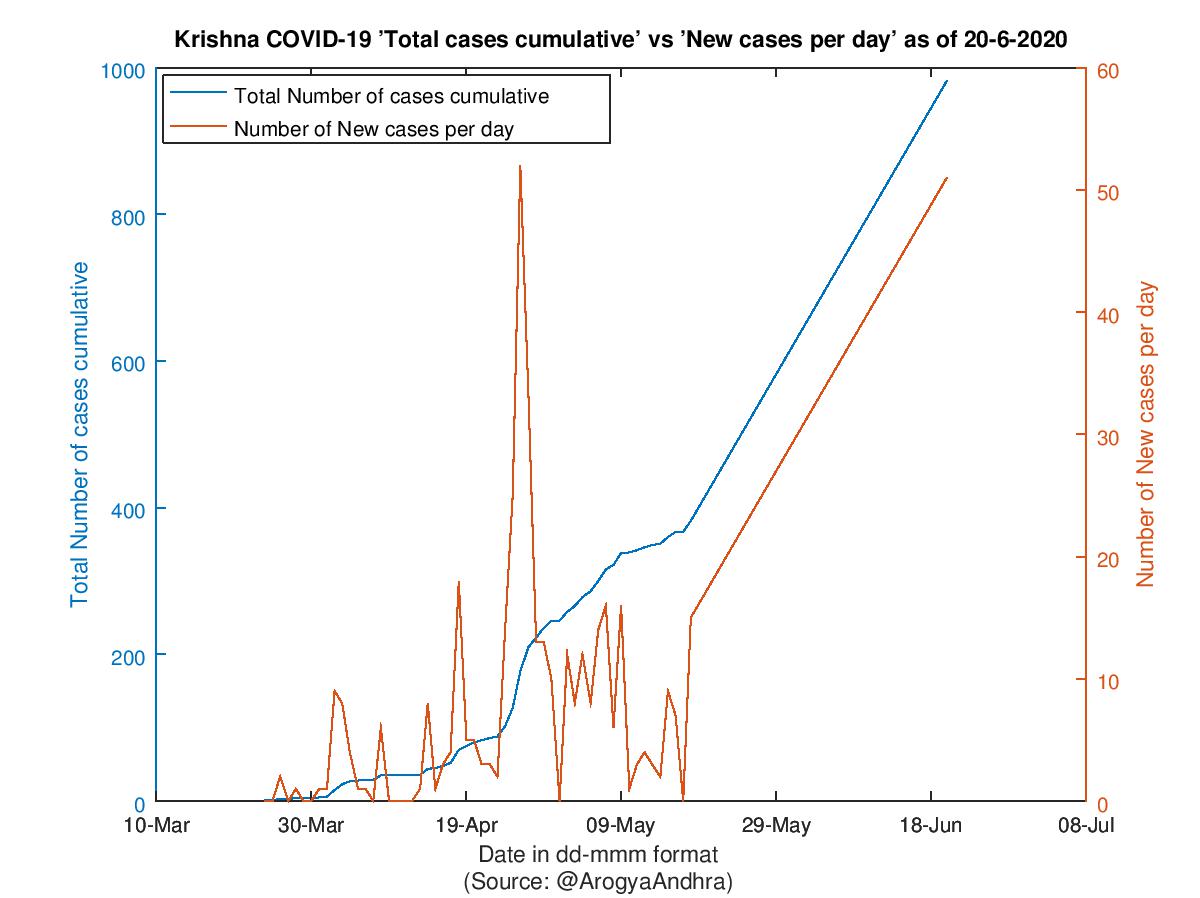 Krishna COVID-19 ’Total cases cumulative’ vs ’New cases per day’ as of 20-6-2020
Total Number of cases cumulative
Number of New cases per day
Total Number of cases cumulative
1000
800
600
400
200
0
60
50
40
30
20
10
0
Number of New cases per day
10-Mar 30-Mar 19-Apr 09-May 29-May 18-Jun 08-Jul
Date in dd-mmm format
(Source: @ArogyaAndhra)